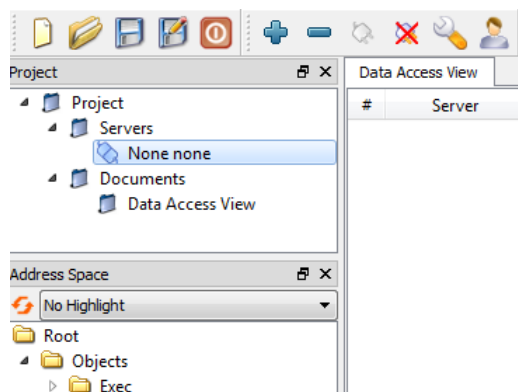 Project
Project
Servers
None none
Documents
Data Access View
Address Space
No Highlight
Root
Objects
Exec
Data Access View
# Server